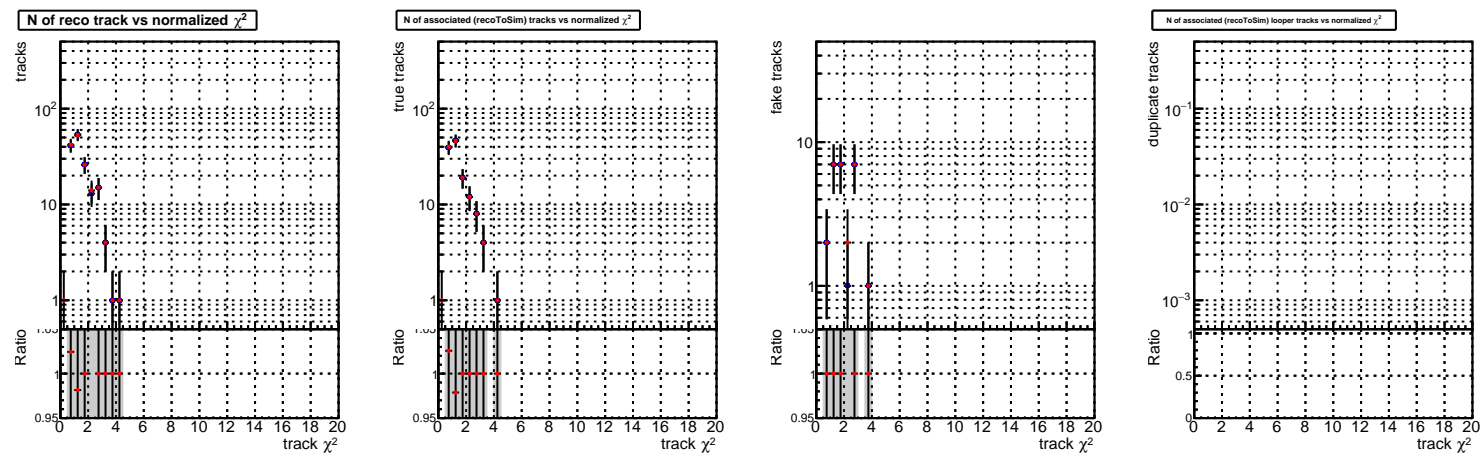 N of reco track vs normalized χ²
tracks
10²
10
1
Ratio
1.05
1
0.95
0 2 4 6 8 10 12 14 16 18 20
track χ²
N of associated (recoToSim) tracks vs normalized χ²
true tracks
10²
10
1
Ratio
1.05
1
0.95
0 2 4 6 8 10 12 14 16 18 20
track χ²
fake tracks
10
1
Ratio
1.05
1
0.95
0 2 4 6 8 10 12 14 16 18 20
track χ²
N of associated (recoToSim) looper tracks vs normalized χ²
duplicate tracks
10⁻¹
10⁻²
10⁻³
Ratio
1
0.5
0
0 2 4 6 8 10 12 14 16 18 20
track χ²